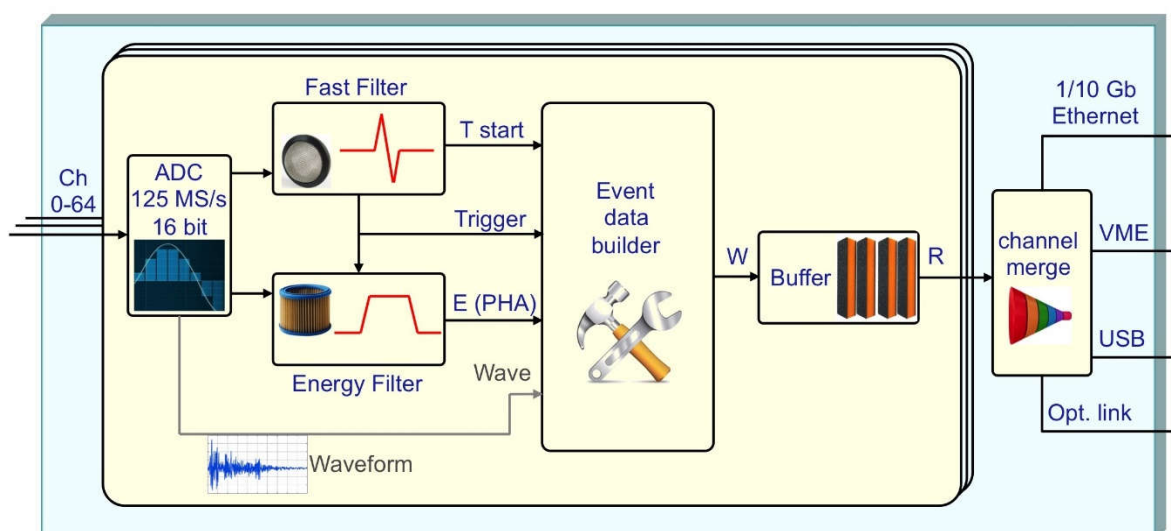 Fast Filter
T start
1/10 Gb
Ethernet
Ch
0-64
ADC
125 MS/s
16 bit
Trigger
Event
data
builder
W
Buffer
R
channel
merge
VME
E (PHA)
Energy Filter
Wave
USB
Opt. link
Waveform